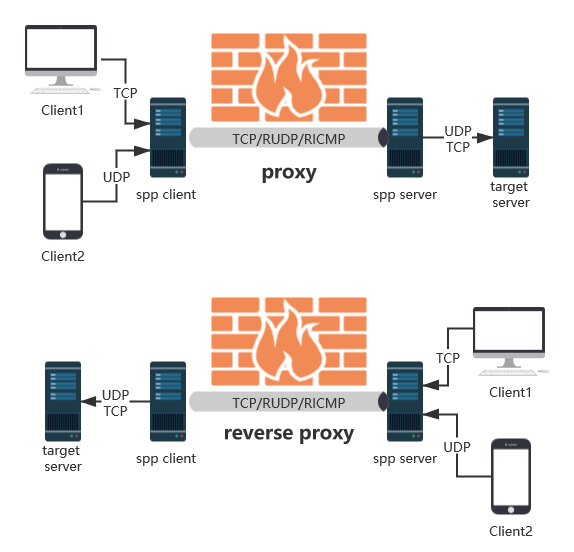 Client1
TCP
TCP/RUDP/RICMP
UDP
TCP
UDP
proxy
spp client
spp server
target
server
Client2
TCP
Client1
UDP
TCP
TCP/RUDP/RICMP
reverse proxy
UDP
target
server
spp client
spp server
Client2